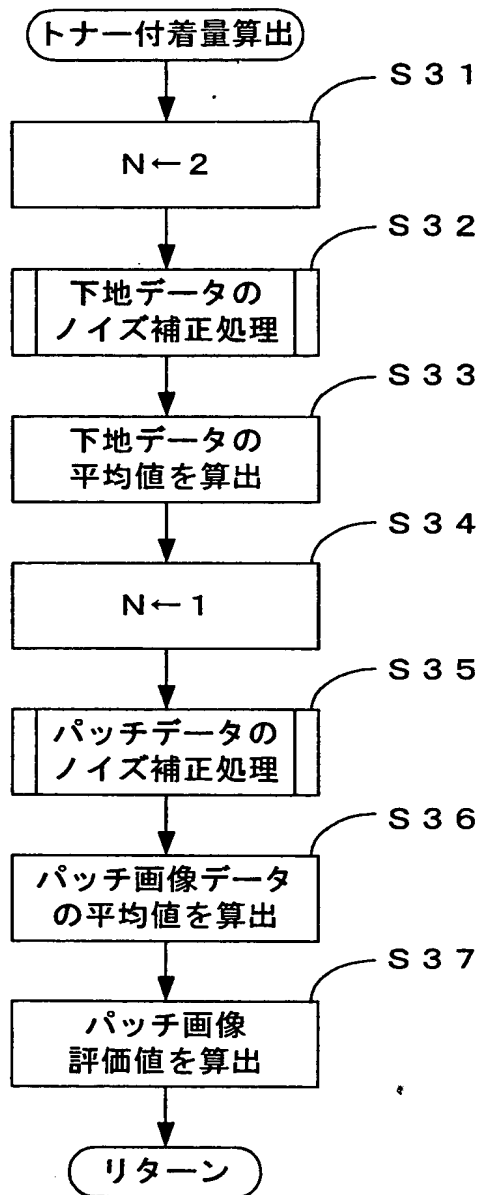 トナー付着量算出
S31
N←2
S32
下地データの
ノイズ補正処理
S33
下地データの
平均値を算出
S34
N←1
S35
パッチデータの
ノイズ補正処理
S36
パッチ画像データ
の平均値を算出
S37
パッチ画像
評価値を算出
リターン